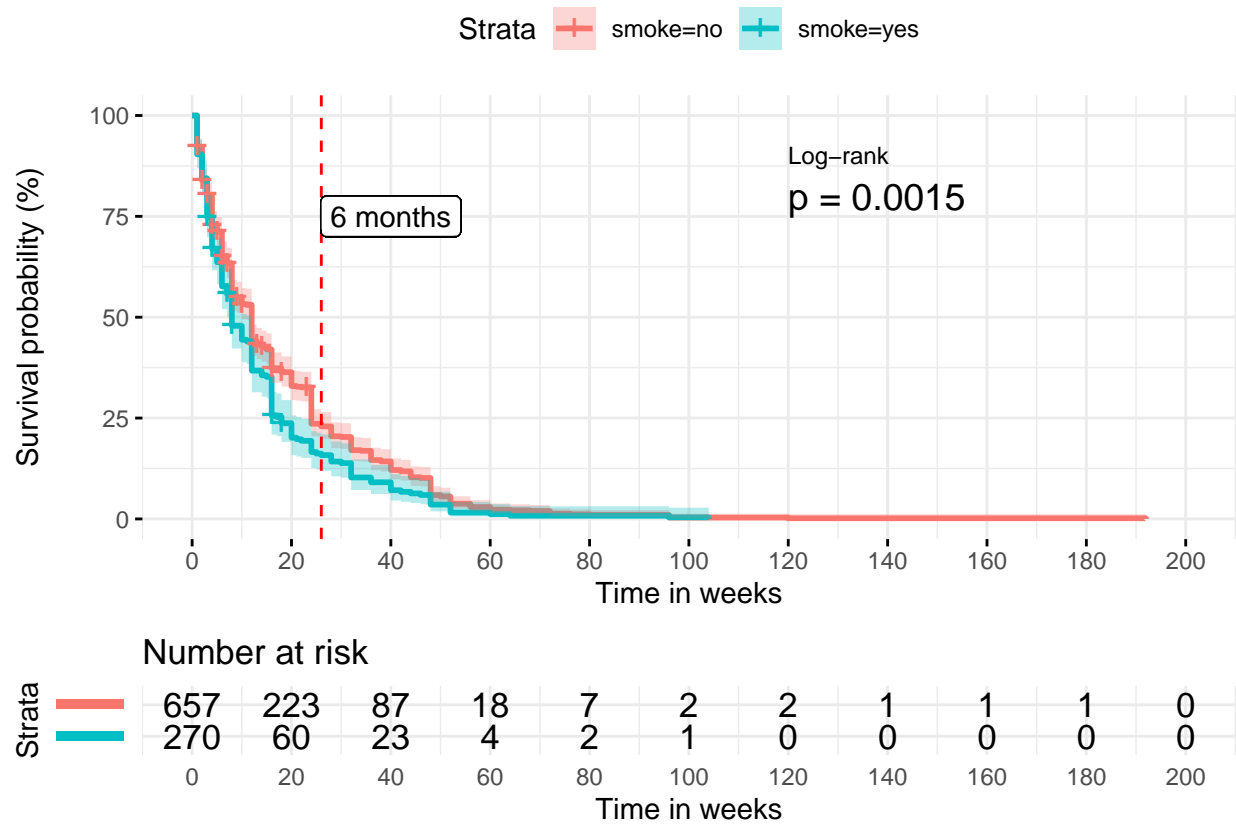 Strata smoke=no smoke=yes
Survival probability (%)
100
75
50
25
0
Log−rank
p = 0.0015
6 months
0 20 40 60 80 100 120 140 160 180 200
Time in weeks
Number at risk
Strata
657 223 87 18 7 2 2 1 1 1 0
270 60 23 4 2 1 0 0 0 0 0
0 20 40 60 80 100 120 140 160 180 200
Time in weeks